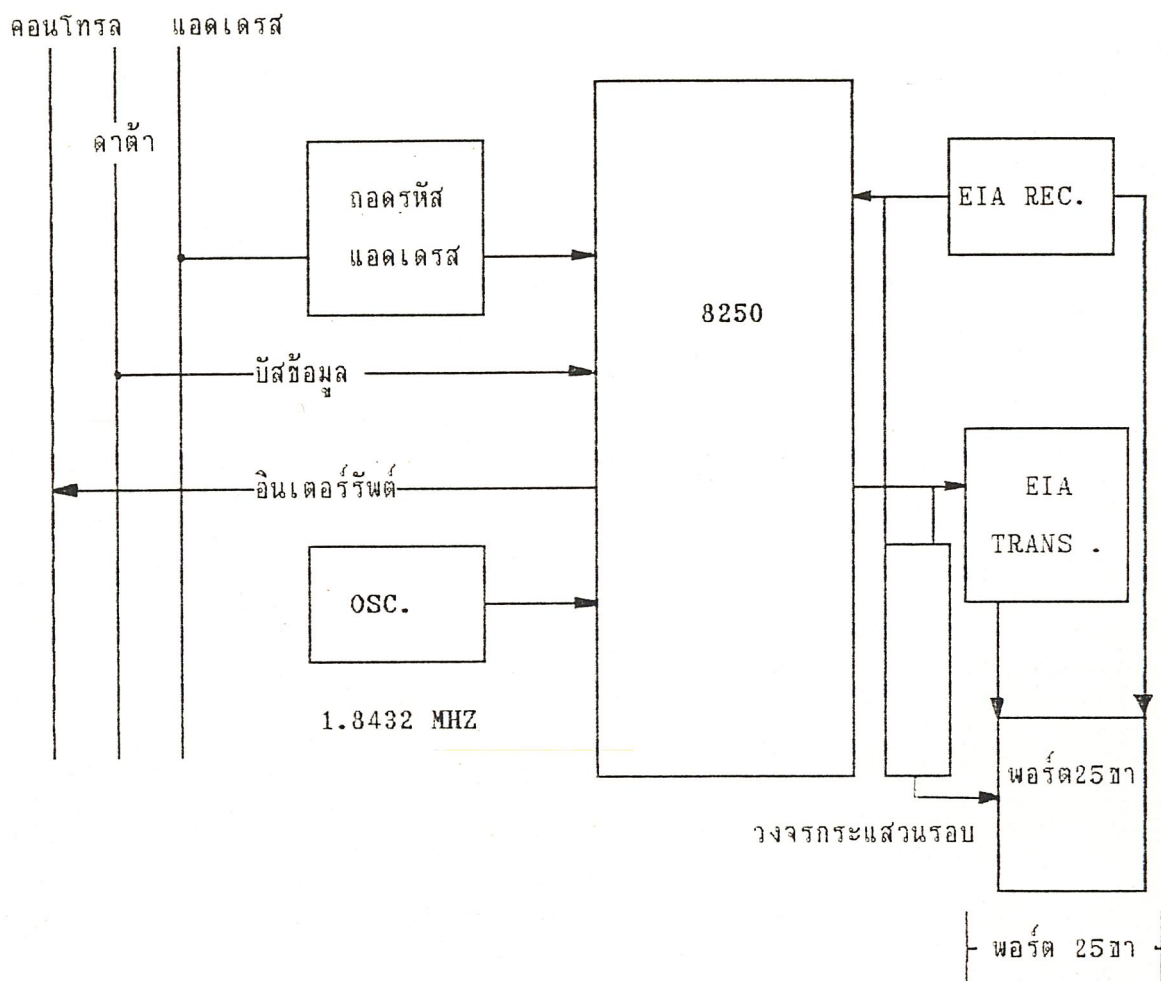 คอนโทรล แอดเดรส
ดาต้า
ถอดรหัส
แอดเดรส
EIA REC.
8250
บัสข้อมูล
อินเตอร์รัพต์
EIA
TRANS .
OSC.
1.8432 MHZ
พอร์ต25ขา
วงจรกระแสวนรอบ
พอร์ต 25ขา